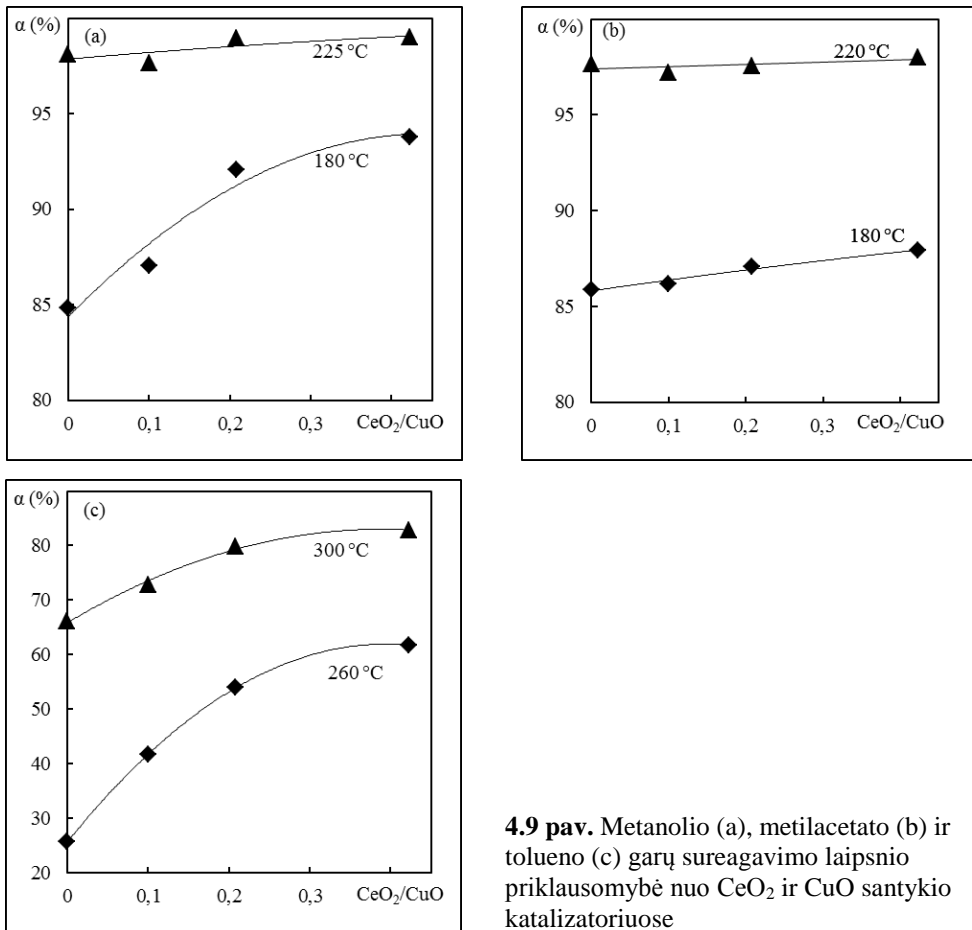 α (%)
(a)
225 °C
95
180 °C
90
85
80
0 0,1 0,2 0,3 CeO₂/CuO
α (%)
(b)
220 °C
95
90
180 °C
85
80
0 0,1 0,2 0,3 CeO₂/CuO
α (%)
(c)
80
300 °C
70
60
260 °C
50
40
30
20
0 0,1 0,2 0,3 CeO₂/CuO
4.9 pav. Metanolio (a), metilacetato (b) ir
tolueno (c) garų sureagavimo laipsnio
priklausomybė nuo CeO₂ ir CuO santykio
katalizatoriuose